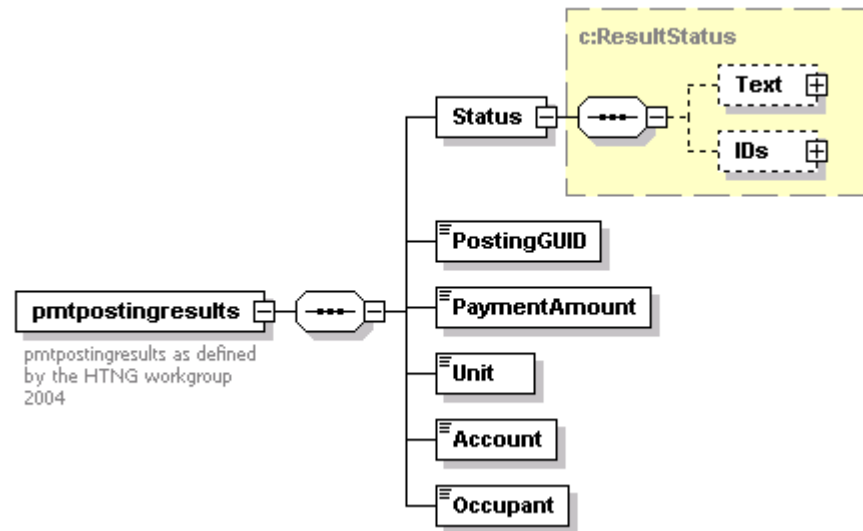 c:ResultStatus
Text
Status
IDs
PostingGUID
pmtpostingresults
PaymentAmount
pmtpostingresults as defined
by the HTNG workgroup
2004
Unit
Account
Occupant